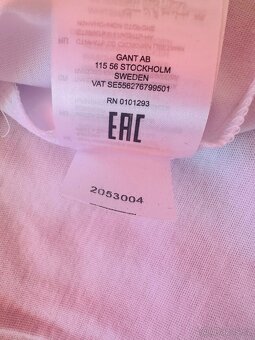 GANT AB
115 56 STOCKHOLM
SWEDEN
VAT SE556276799501
RN 0101293
EAC
2053004